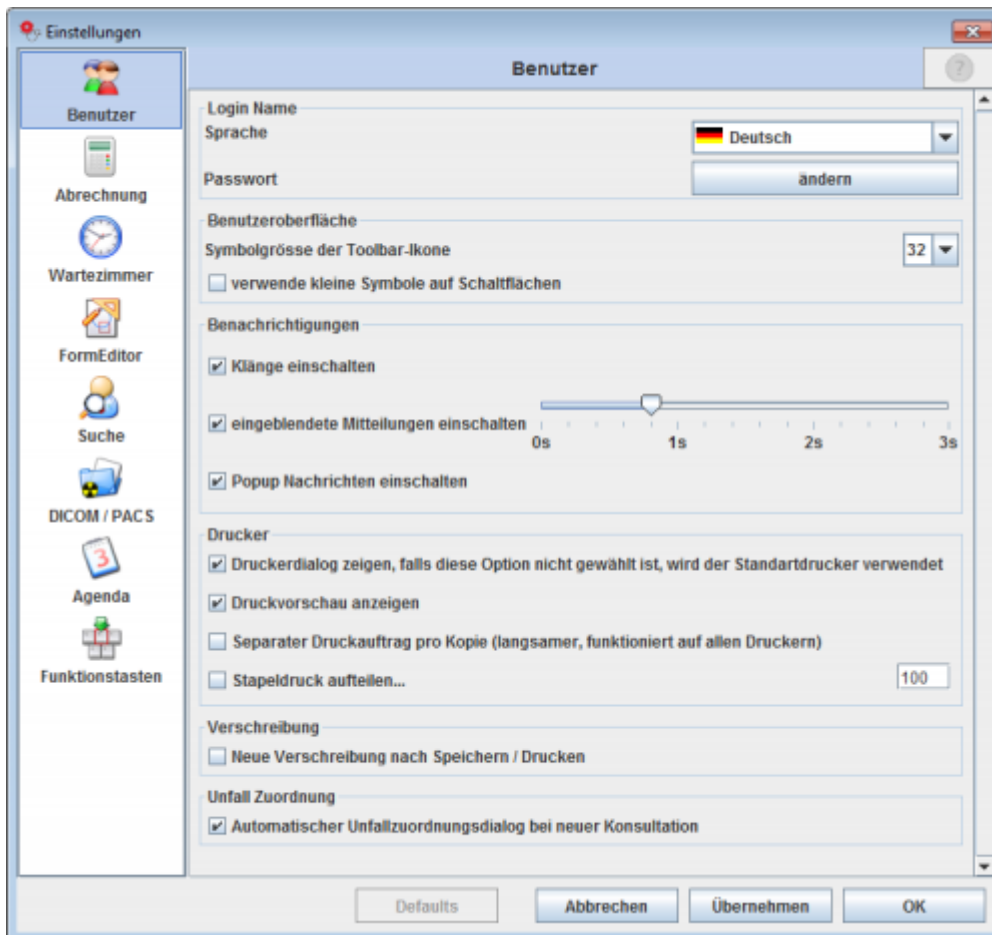 Einstellungen
Benutzer
Abrechnung
Wartezimmer
FormEditor
Suche
DICOM / PACS
3
Agenda
Funktionstasten
Benutzer
?
Login Name
Sprache
Deutsch
Passwort
ändern
Benutzeroberfläche
Symbolgrösse der Toolbar-Ikone
32
verwende kleine Symbole auf Schaltflächen
Benachrichtigungen
Klänge einschalten
eingeblendete Mitteilungen einschalten
0s 1s 2s 3s
Popup Nachrichten einschalten
Drucker
Druckerdialog zeigen, falls diese Option nicht gewählt ist, wird der Standartdrucker verwendet
Druckvorschau anzeigen
Separater Druckauftrag pro Kopie (langsamer, funktioniert auf allen Druckern)
Stapeldruck aufteilen... 100
Verschreibung
Neue Verschreibung nach Speichern / Drucken
Unfall Zuordnung
Automatischer Unfallzuordnungsdialog bei neuer Konsultation
Defaults Abbrechen Übernehmen OK